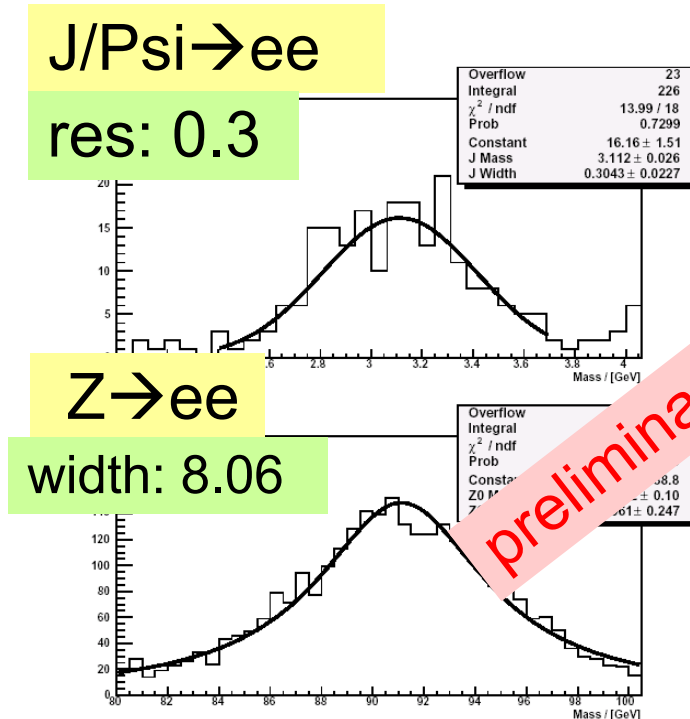 J/Psi→ee
res: 0.3
Overflow 23
Integral 226
χ² / ndf 13.99 / 18
Prob 0.7299
Constant 16.16 ± 1.51
J Mass 3.112 ± 0.026
J Width 0.3043 ± 0.0227
20
15
10
5
2.8 3 3.2 3.4 3.6 3.8 4
Mass / [GeV]
Z→ee
width: 8.06
Overflow
Integral
χ² / ndf
Prob
± 0.10
± 0.247
prelimina
120
100
80
60
40
20
0
80 82 84 86 88 90 92 94 96 98 100
Mass / [GeV]